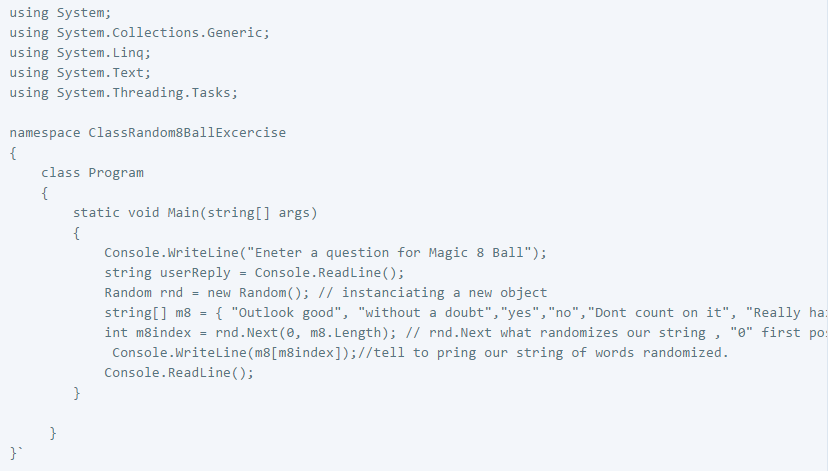 using System;
using System.Collections.Generic;
using System.Linq;
using System.Text;
using System.Threading.Tasks;
namespace ClassRandom8BallExcercise
{
class Program
{
static void Main(string[] args)
{
Console.WriteLine("Eneter a question for Magic 8 Ball");
string userReply = Console.ReadLine();
Random rnd = new Random(); // instanciating a new object
string[] m8 = { "Outlook good", "without a doubt","yes","no","Dont count on it", "Really
int m8index = rnd.Next(0, m8.Length); // rnd.Next what randomizes our string , "0" first
Console.WriteLine(m8[m8index]);//tell to pring our string of words randomized.
Console.ReadLine();
}
}
}`